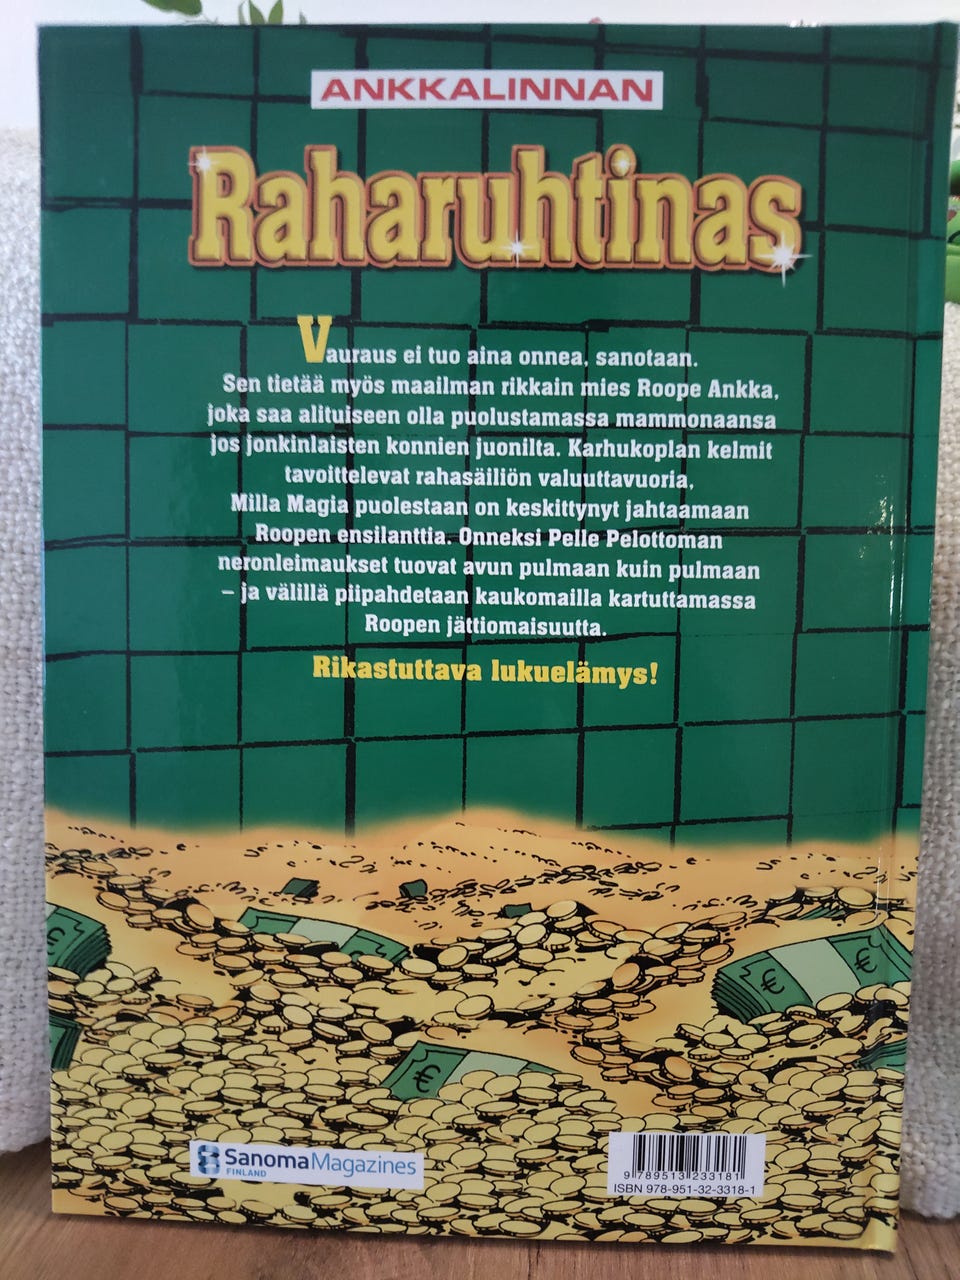 ANKKALINNAN
Raharuhtinas
Vauraus ei tuo aina onnea, sanotaan.
Sen tietää myös maailman rikkain mies Roope Ankka,
joka saa alituiseen olla puolustamassa mammonaansa
jos jonkinlaisten konnien juonilta. Karhukoplan kelmit
tavoittelevat rahasäiliön valuuttavuoria,
Milla Magia puolestaan on keskittynyt jahtaamaan
Roopen ensilanttia. Onneksi Pelle Pelottoman
neronleimaukset tuovat avun pulmaan kuin pulmaan
– ja välillä piipahdetaan kaukomailla kartuttamassa
Roopen jättiomaisuutta.
Rikastuttava lukuelämys!
€
€ €
€
SanomaMagazines
FINLAND
9 789513 233181
ISBN 978-951-32-3318-1